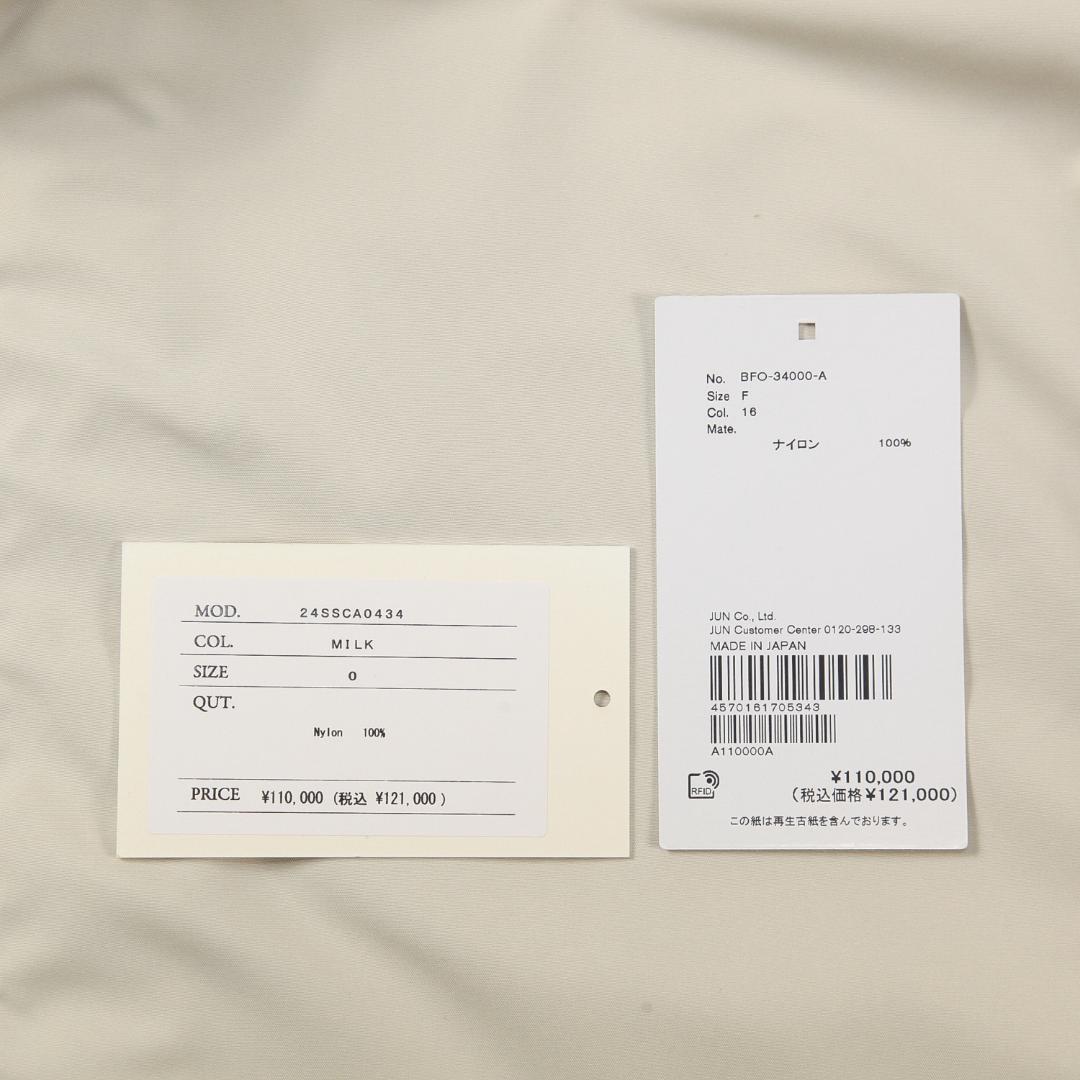 MOD. 24SSCA0434
COL. MILK
SIZE 0
QUT.
Nylon 100%
PRICE ¥110,000 (税込 ¥121,000 )
No. BFO-34000-A
Size F
Col. 16
Mate.
ナイロン 100%
JUN Co., Ltd.
JUN Customer Center 0120-298-133
MADE IN JAPAN
4570161705343
A110000A
RFID
¥110,000
(税込価格¥121,000)
この紙は再生古紙を含んでおります。